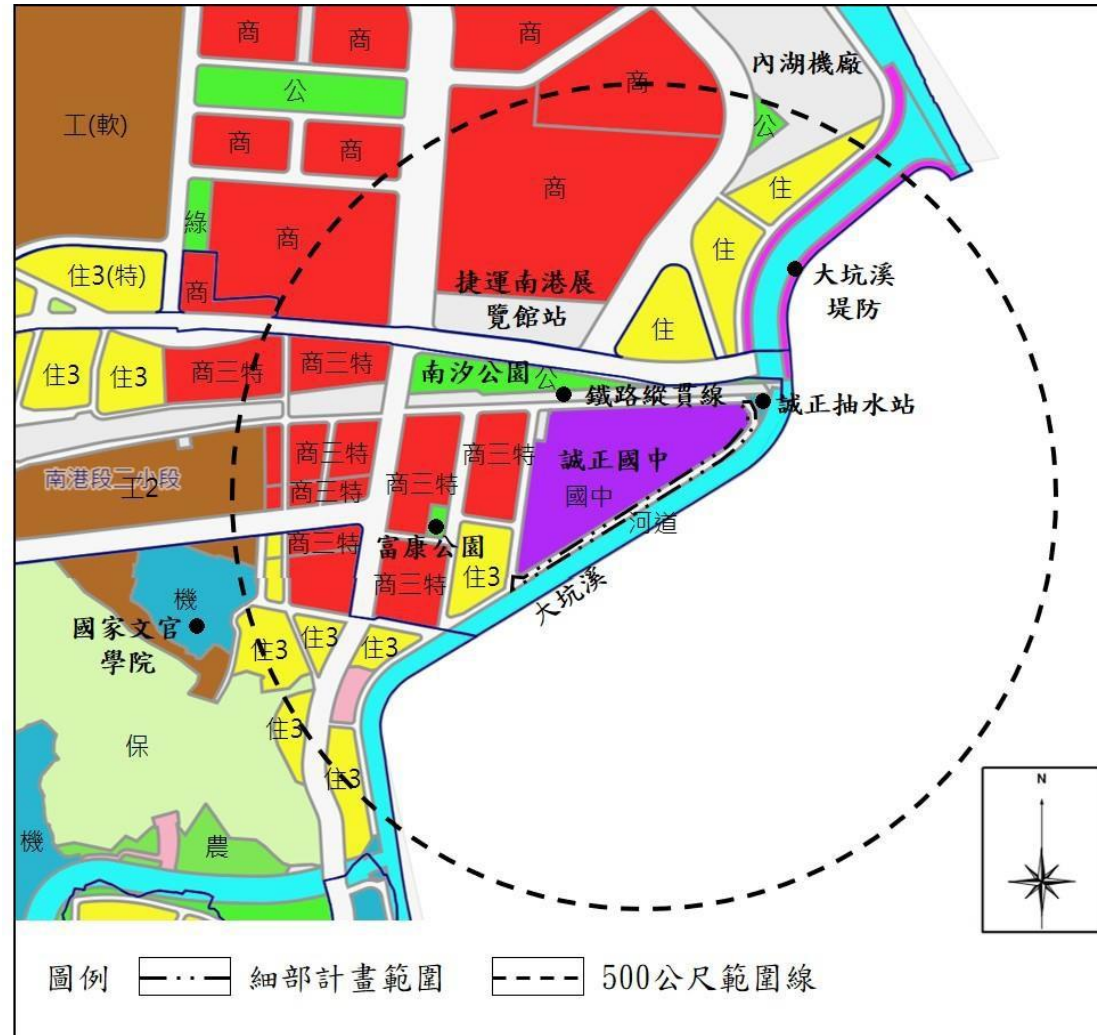 商
商
商
內湖機廠
商
公
工(軟)
公
商
商
住
商
綠
商
住
住3(特)
商
捷運南港展
覽館站
大坑溪
堤防
住
商三特
住3
住3
商三特
南汐公園
公
鐵路縱貫線
誠正抽水站
商三特
商三特
誠正國中
南港段二小段
工2
商三特
商三特
國中
河道
商三特
富康公園
商三特
住3
大坑溪
機
國家文官
學院
住3
住3
住3
住3
保
住3
機
農
N
圖例
細部計畫範圍
500公尺範圍線